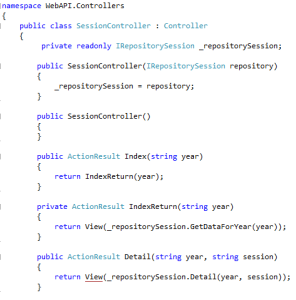 namespace WebAPI.Controllers
{
public class SessionController : Controller
{
private readonly IRepositorySession _repositorySession;
public SessionController(IRepositorySession repository)
{
_repositorySession = repository;
}
public SessionController()
{
}
public ActionResult Index(string year)
{
return IndexReturn(year);
}
private ActionResult IndexReturn(string year)
{
return View(_repositorySession.GetDataForYear(year));
}
public ActionResult Detail(string year, string session)
{
return View(_repositorySession.Detail(year, session));
}